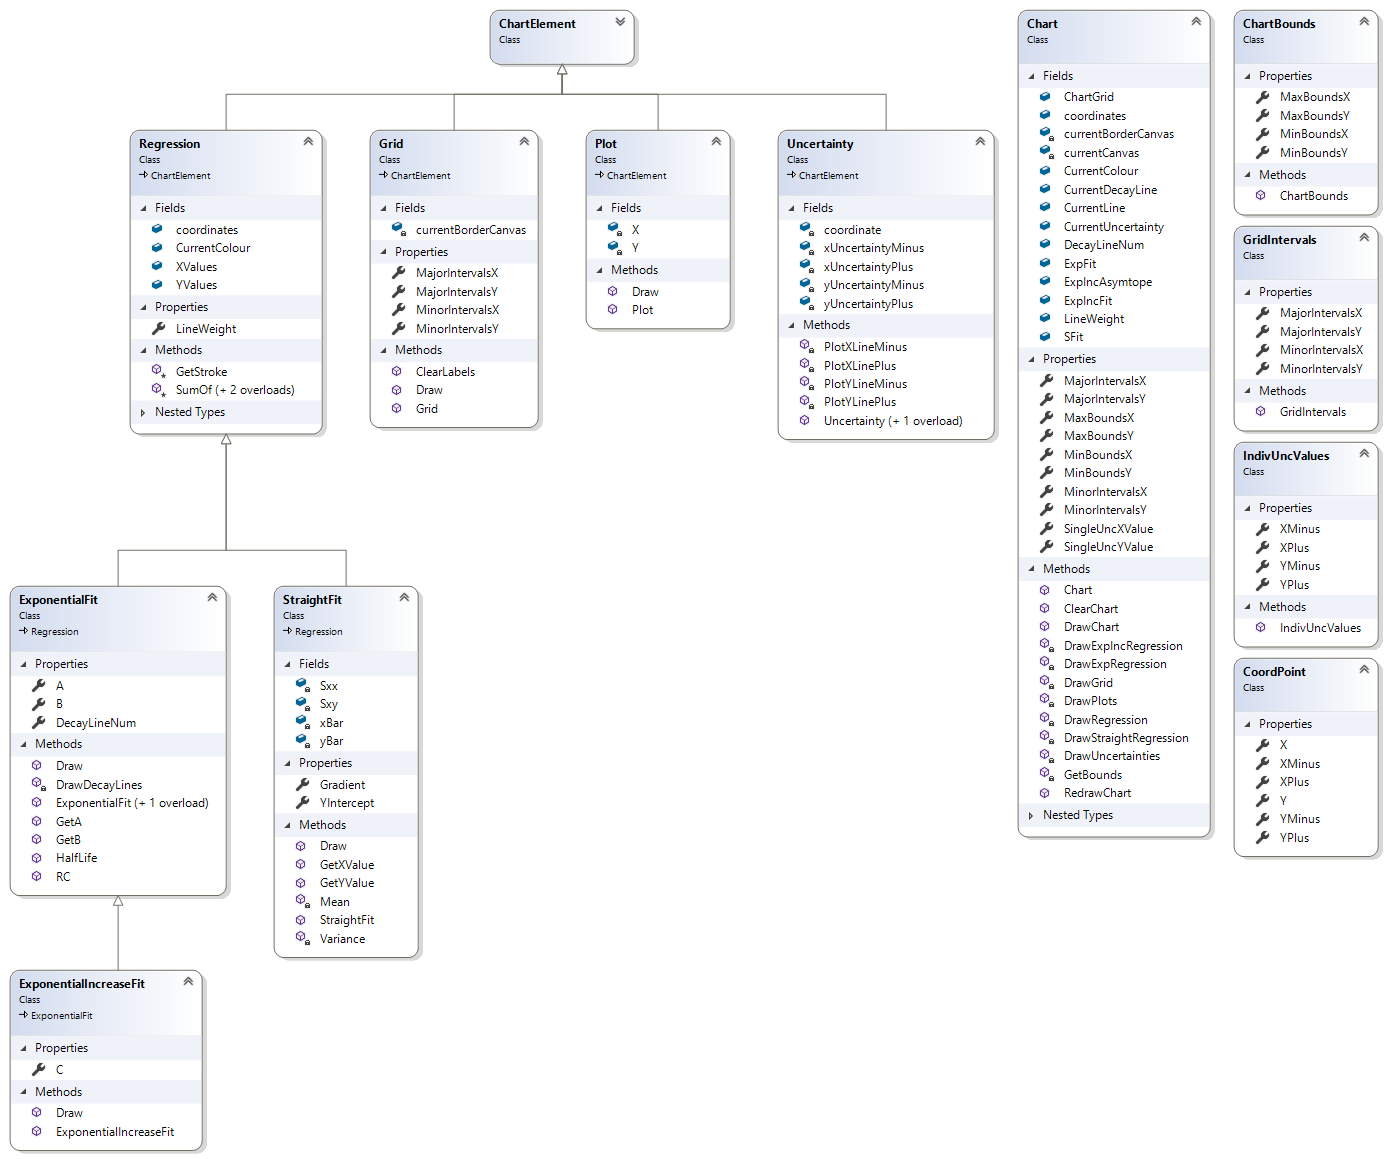 ChartElement
Class
Regression
Class
ChartElement
Fields
coordinates
CurrentColour
XValues
YValues
Properties
LineWeight
Methods
GetStroke
SumOf (+ 2 overloads)
Nested Types
Grid
Class
ChartElement
Fields
currentBorderCanvas
Properties
MajorIntervalsX
MajorIntervalsY
MinorIntervalsX
MinorIntervalsY
Methods
ClearLabels
Draw
Grid
Plot
Class
ChartElement
Fields
X
Y
Methods
Draw
Plot
Uncertainty
Class
ChartElement
Fields
coordinate
xUncertaintyMinus
xUncertaintyPlus
yUncertaintyMinus
yUncertaintyPlus
Methods
PlotXLineMinus
PlotXLinePlus
PlotYLineMinus
PlotYLinePlus
Uncertainty (+ 1 overload)
ExponentialFit
Class
Regression
Properties
A
B
DecayLineNum
Methods
Draw
DrawDecayLines
ExponentialFit (+ 1 overload)
GetA
GetB
HalfLife
RC
StraightFit
Class
Regression
Fields
Sxx
Sxy
xBar
yBar
Properties
Gradient
YIntercept
Methods
Draw
GetXValue
GetYValue
Mean
StraightFit
Variance
ExponentialIncreaseFit
Class
ExponentialFit
Properties
C
Methods
Draw
ExponentialIncreaseFit
Chart
Class
Fields
ChartGrid
coordinates
currentBorderCanvas
currentCanvas
CurrentColour
CurrentDecayLine
CurrentLine
CurrentUncertainty
DecayLineNum
ExpFit
ExpIncAsymtope
ExpIncFit
LineWeight
SFit
Properties
MajorIntervalsX
MajorIntervalsY
MaxBoundsX
MaxBoundsY
MinBoundsX
MinBoundsY
MinorIntervalsX
MinorIntervalsY
SingleUncXValue
SingleUncYValue
Methods
Chart
ClearChart
DrawChart
DrawExpIncRegression
DrawExpRegression
DrawGrid
DrawPlots
DrawRegression
DrawStraightRegression
DrawUncertainties
GetBounds
RedrawChart
Nested Types
ChartBounds
Class
Properties
MaxBoundsX
MaxBoundsY
MinBoundsX
MinBoundsY
Methods
ChartBounds
GridIntervals
Class
Properties
MajorIntervalsX
MajorIntervalsY
MinorIntervalsX
MinorIntervalsY
Methods
GridIntervals
IndivUncValues
Class
Properties
XMinus
XPlus
YMinus
YPlus
Methods
IndivUncValues
CoordPoint
Class
Properties
X
XMinus
XPlus
Y
YMinus
YPlus